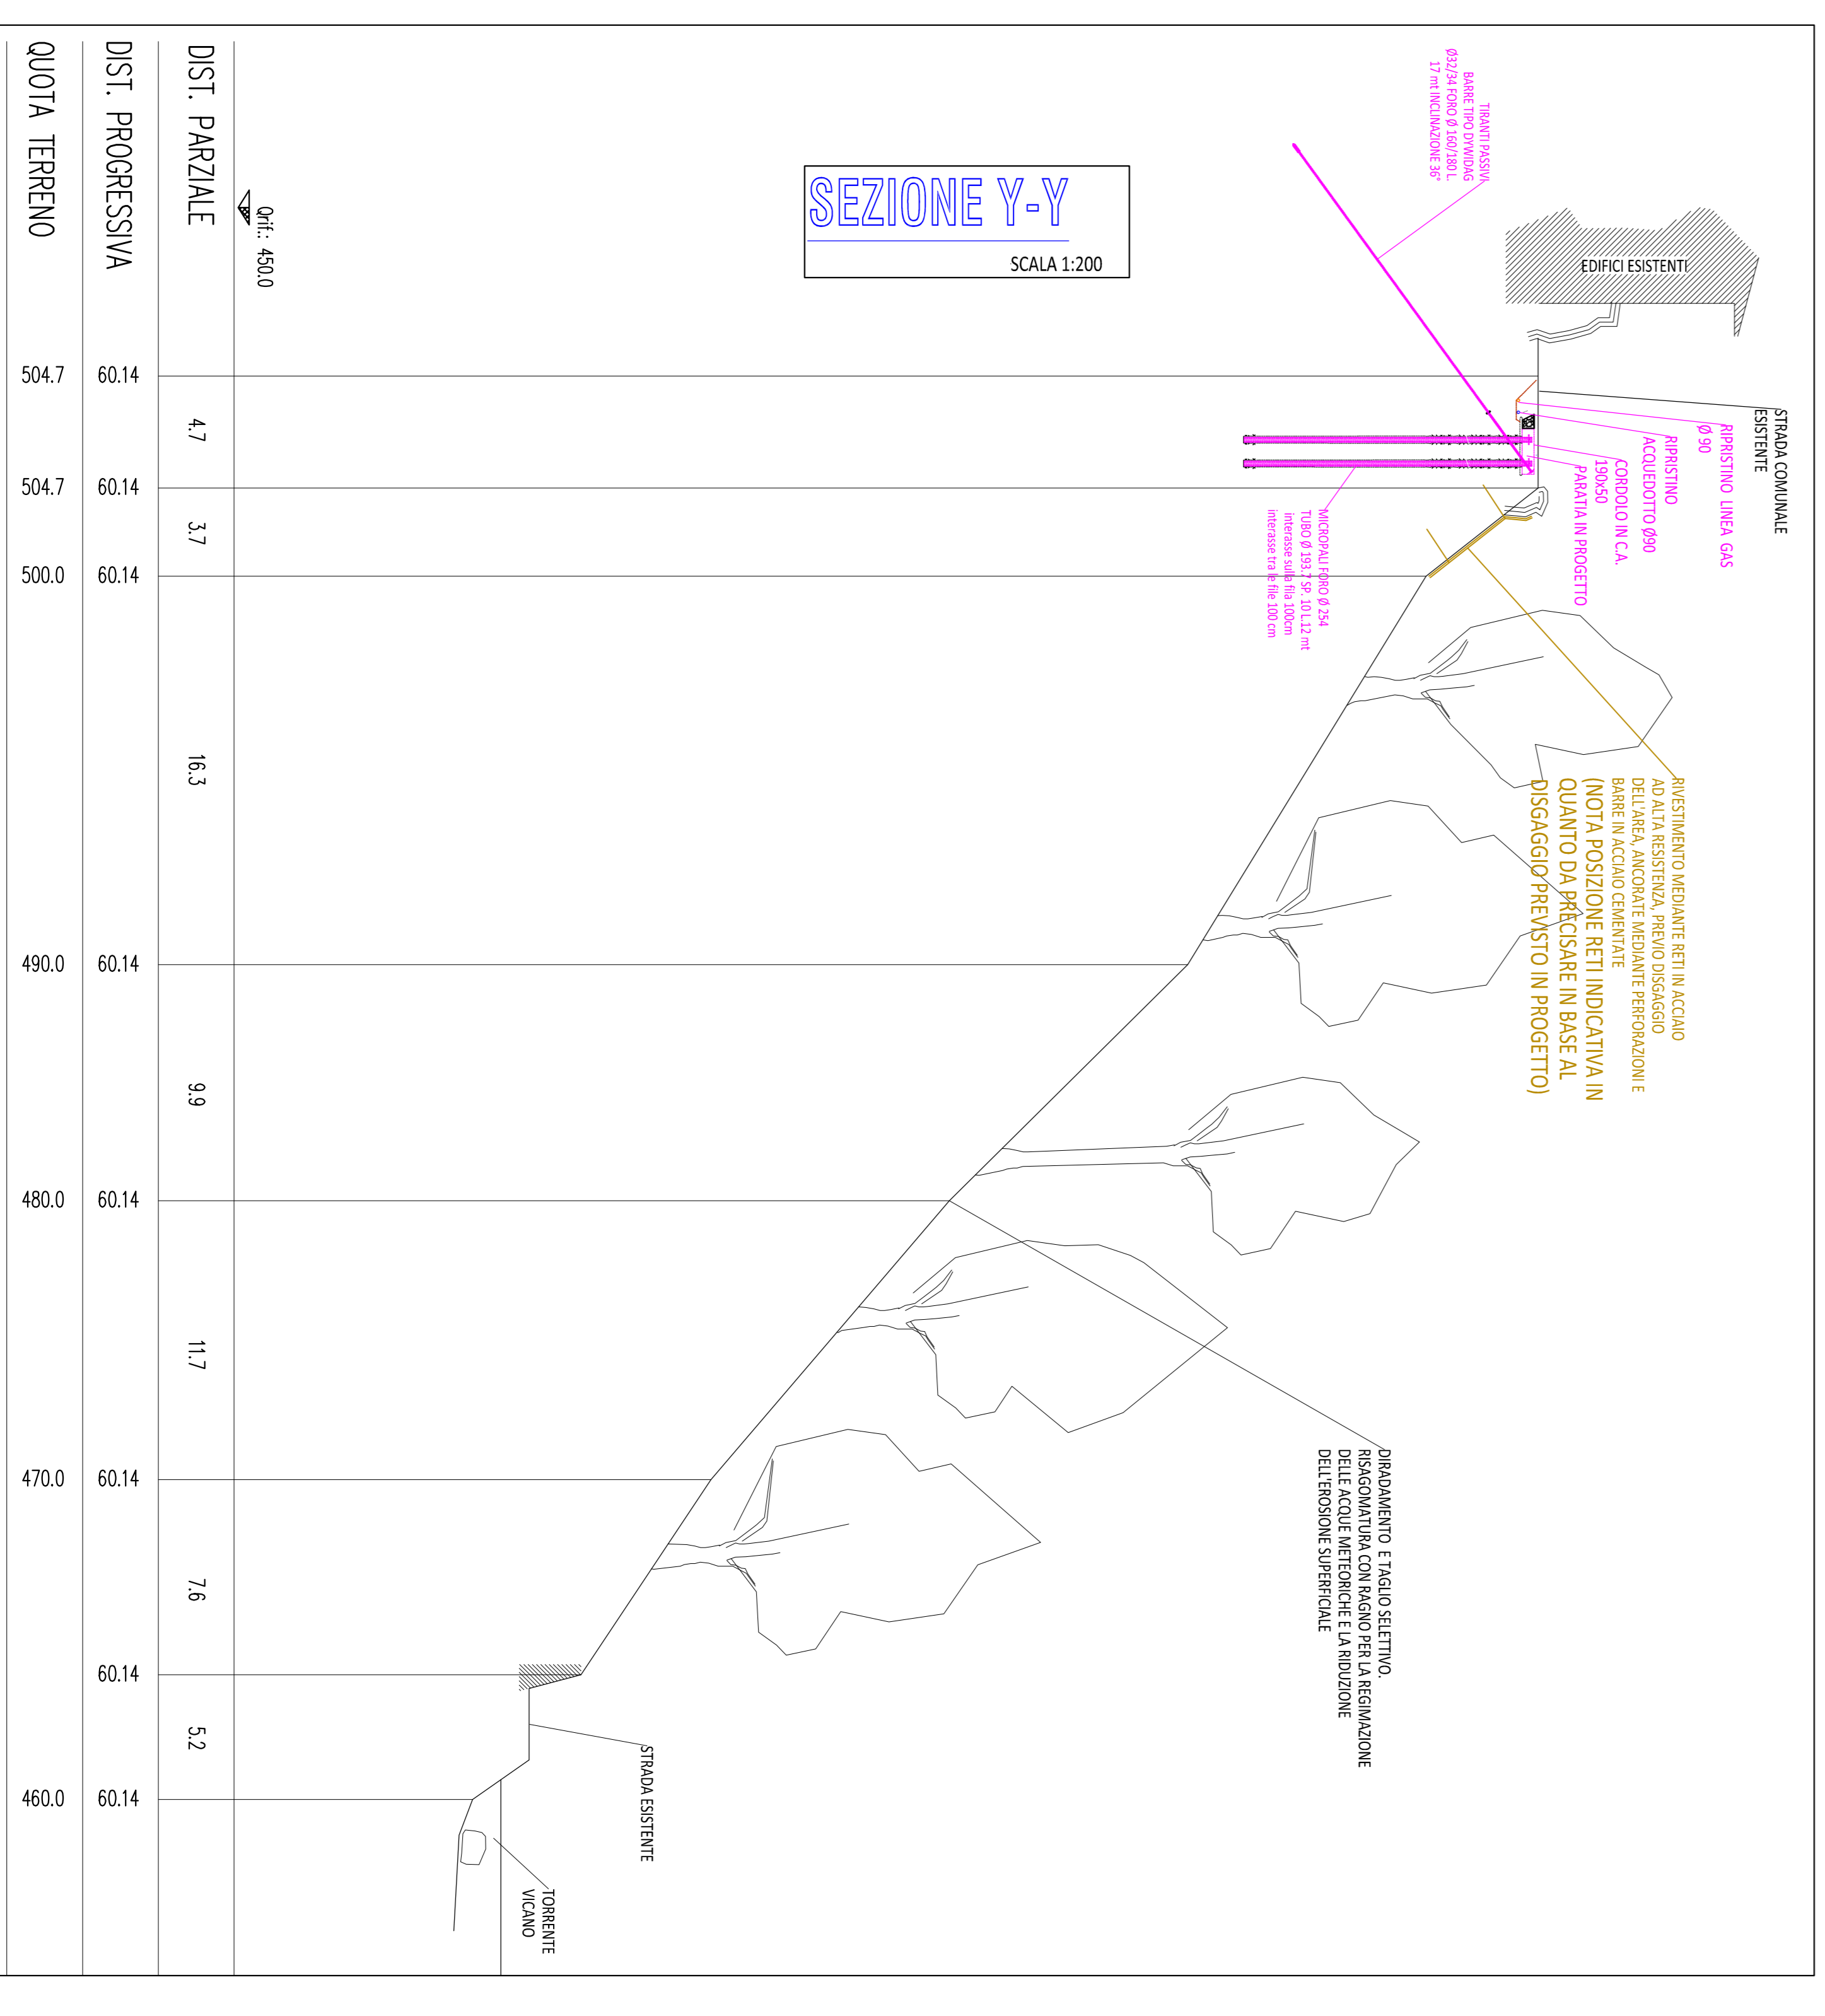 SEZIONE Y-Y
SCALA 1:200
TIRANTI PASSIVI
BARRE TIPO DYWIDAG
Ø32/34 FORO Ø 160/180 L.
17 mt INCLINAZIONE 36°
EDIFICI ESISTENTI
STRADA COMUNALE
ESISTENTE
RIPRISTINO LINEA GAS
Ø 90
RIPRISTINO
ACQUEDOTTO Ø90
CORDOLO IN C.A.
190x50
PARATIA IN PROGETTO
MICROPALI FORO Ø 254
TUBO Ø 193.7 SP. 10 L.12 mt
interasse sulla fila 100cm
interasse tra le file 100 cm
RIVESTIMENTO MEDIANTE RETI IN ACCIAIO
AD ALTA RESISTENZA, PREVIO DISGAGGIO
DELL'AREA, ANCORATE MEDIANTE PERFORAZIONI E
BARRE IN ACCIAIO CEMENTATE
(NOTA POSIZIONE RETI INDICATIVA IN
QUANTO DA PRECISARE IN BASE AL
DISGAGGIO PREVISTO IN PROGETTO)
DIRADAMENTO E TAGLIO SELETTIVO.
RISAGOMATURA CON RAGNO PER LA REGIMAZIONE
DELLE ACQUE METEORICHE E LA RIDUZIONE
DELL'EROSIONE SUPERFICIALE
STRADA ESISTENTE
TORRENTE
VICANO
Qrif.: 450.0
DIST. PARZIALE 4.7 3.7 16.3 9.9 11.7 7.6 5.2
DIST. PROGRESSIVA 60.14 60.14 60.14 60.14 60.14 60.14 60.14 60.14
QUOTA TERRENO 504.7 504.7 500.0 490.0 480.0 470.0 460.0